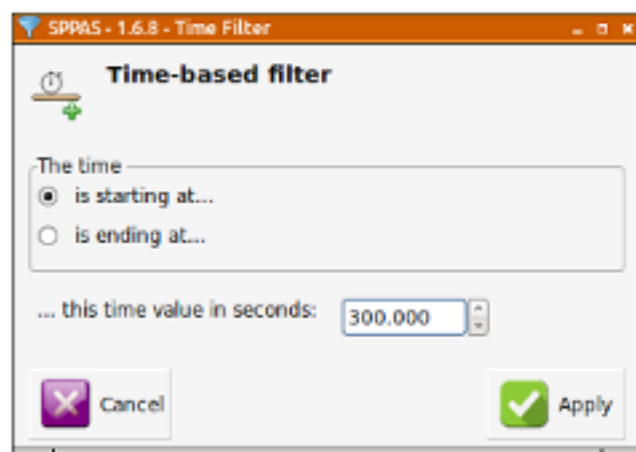 SPPAS - 1.6.8 - Time Filter
Time-based filter
The time
is starting at...
is ending at...
... this time value in seconds: 300.000
Cancel Apply